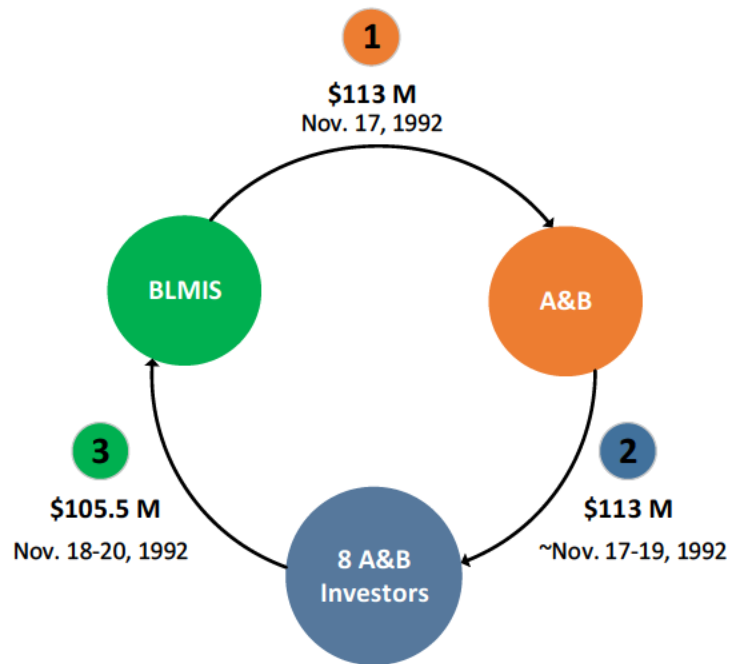 1
$113 M
Nov. 17, 1992
BLMIS
A&B
3
2
$105.5 M
$113 M
Nov. 18-20, 1992
~Nov. 17-19, 1992
8 A&B
Investors